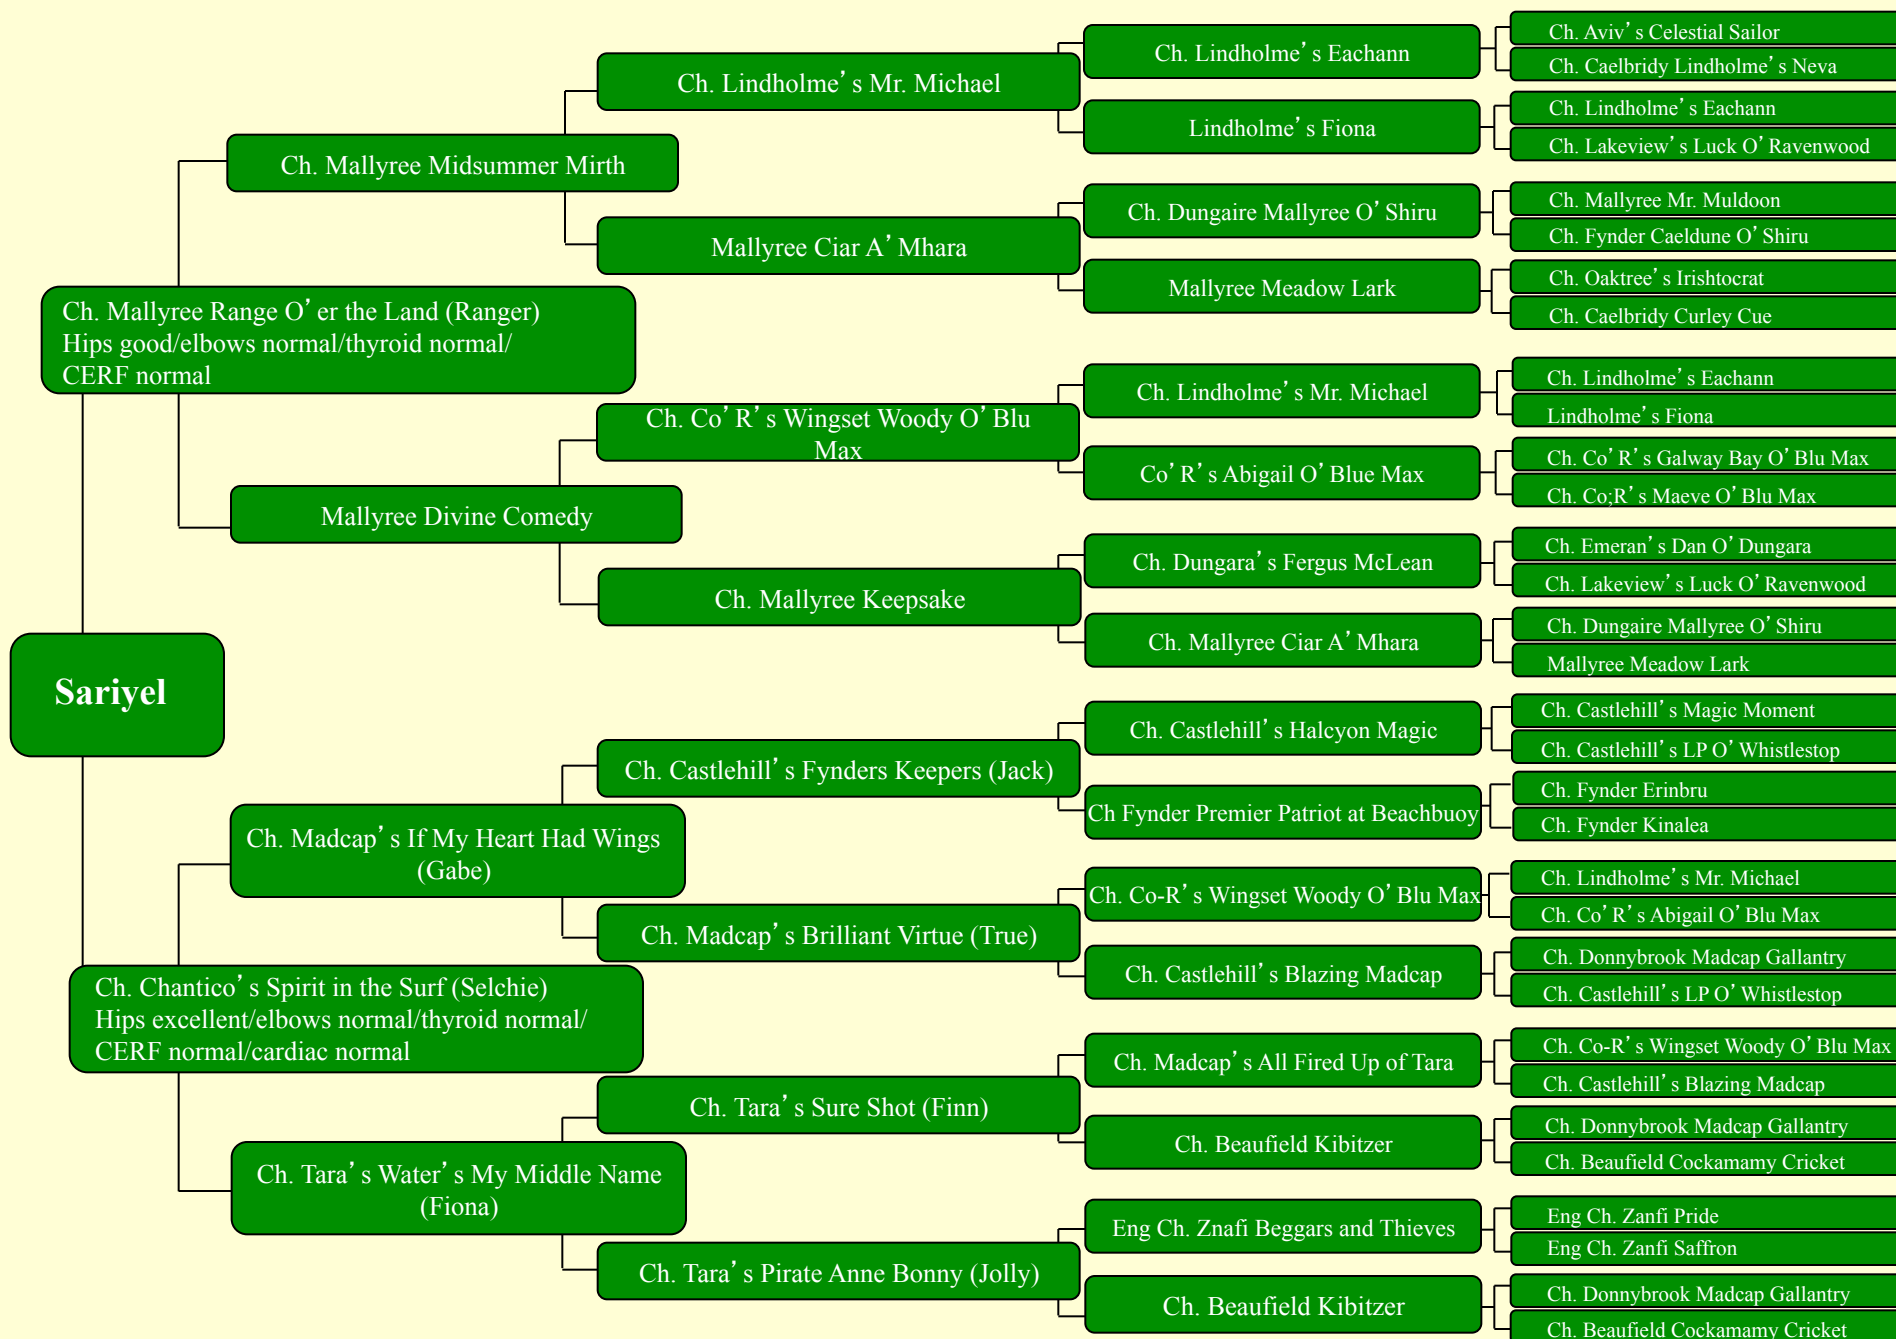 Sariyel
Ch. Mallyree Range O’er the Land (Ranger)
Hips good/elbows normal/thyroid normal/
CERF normal
Ch. Chantico’s Spirit in the Surf (Selchie)
Hips excellent/elbows normal/thyroid normal/
CERF normal/cardiac normal
Ch. Mallyree Midsummer Mirth
Mallyree Divine Comedy
Ch. Madcap’s If My Heart Had Wings
(Gabe)
Ch. Tara’s Water’s My Middle Name
(Fiona)
Ch. Lindholme’s Mr. Michael
Mallyree Ciar A’Mhara
Ch. Co’R’s Wingset Woody O’Blu
Max
Ch. Mallyree Keepsake
Ch. Castlehill’s Fynders Keepers (Jack)
Ch. Madcap’s Brilliant Virtue (True)
Ch. Tara’s Sure Shot (Finn)
Ch. Tara’s Pirate Anne Bonny (Jolly)
Ch. Lindholme’s Eachann
Lindholme’s Fiona
Ch. Dungaire Mallyree O’Shiru
Mallyree Meadow Lark
Ch. Lindholme’s Mr. Michael
Co’R’s Abigail O’Blue Max
Ch. Dungara’s Fergus McLean
Ch. Mallyree Ciar A’Mhara
Ch. Castlehill’s Halcyon Magic
Ch Fynder Premier Patriot at Beachbuoy
Ch. Co-R’s Wingset Woody O’Blu Max
Ch. Castlehill’s Blazing Madcap
Ch. Madcap’s All Fired Up of Tara
Ch. Beaufield Kibitzer
Eng Ch. Znafi Beggars and Thieves
Ch. Beaufield Kibitzer
Ch. Aviv’s Celestial Sailor
Ch. Caelbridy Lindholme’s Neva
Ch. Lindholme’s Eachann
Ch. Lakeview’s Luck O’Ravenwood
Ch. Mallyree Mr. Muldoon
Ch. Fynder Caeldune O’Shiru
Ch. Oaktree’s Irishtocrat
Ch. Caelbridy Curley Cue
Ch. Lindholme’s Eachann
Lindholme’s Fiona
Ch. Co’R’s Galway Bay O’Blu Max
Ch. Co;R’s Maeve O’Blu Max
Ch. Emeran’s Dan O’Dungara
Ch. Lakeview’s Luck O’Ravenwood
Ch. Dungaire Mallyree O’Shiru
Mallyree Meadow Lark
Ch. Castlehill’s Magic Moment
Ch. Castlehill’s LP O’Whistlestop
Ch. Fynder Erinbru
Ch. Fynder Kinalea
Ch. Lindholme’s Mr. Michael
Ch. Co’R’s Abigail O’Blu Max
Ch. Donnybrook Madcap Gallantry
Ch. Castlehill’s LP O’Whistlestop
Ch. Co-R’s Wingset Woody O’Blu Max
Ch. Castlehill’s Blazing Madcap
Ch. Donnybrook Madcap Gallantry
Ch. Beaufield Cockamamy Cricket
Eng Ch. Zanfi Pride
Eng Ch. Zanfi Saffron
Ch. Donnybrook Madcap Gallantry
Ch. Beaufield Cockamamy Cricket